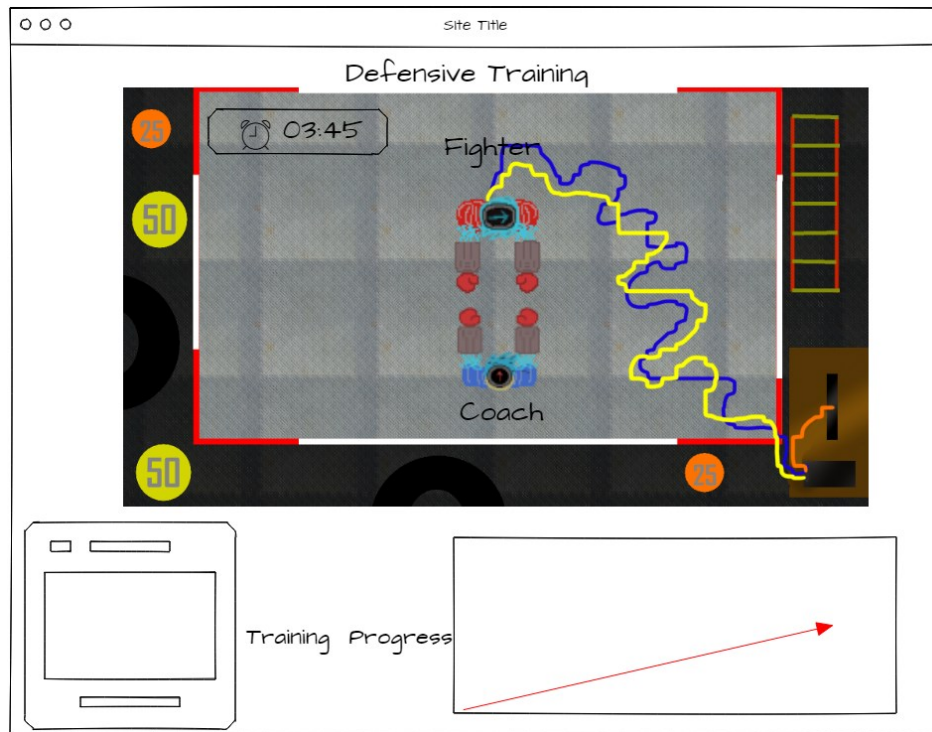 Site Title
Defensive Training
25
03:45
Fighter
50
Coach
50
25
Training Progress